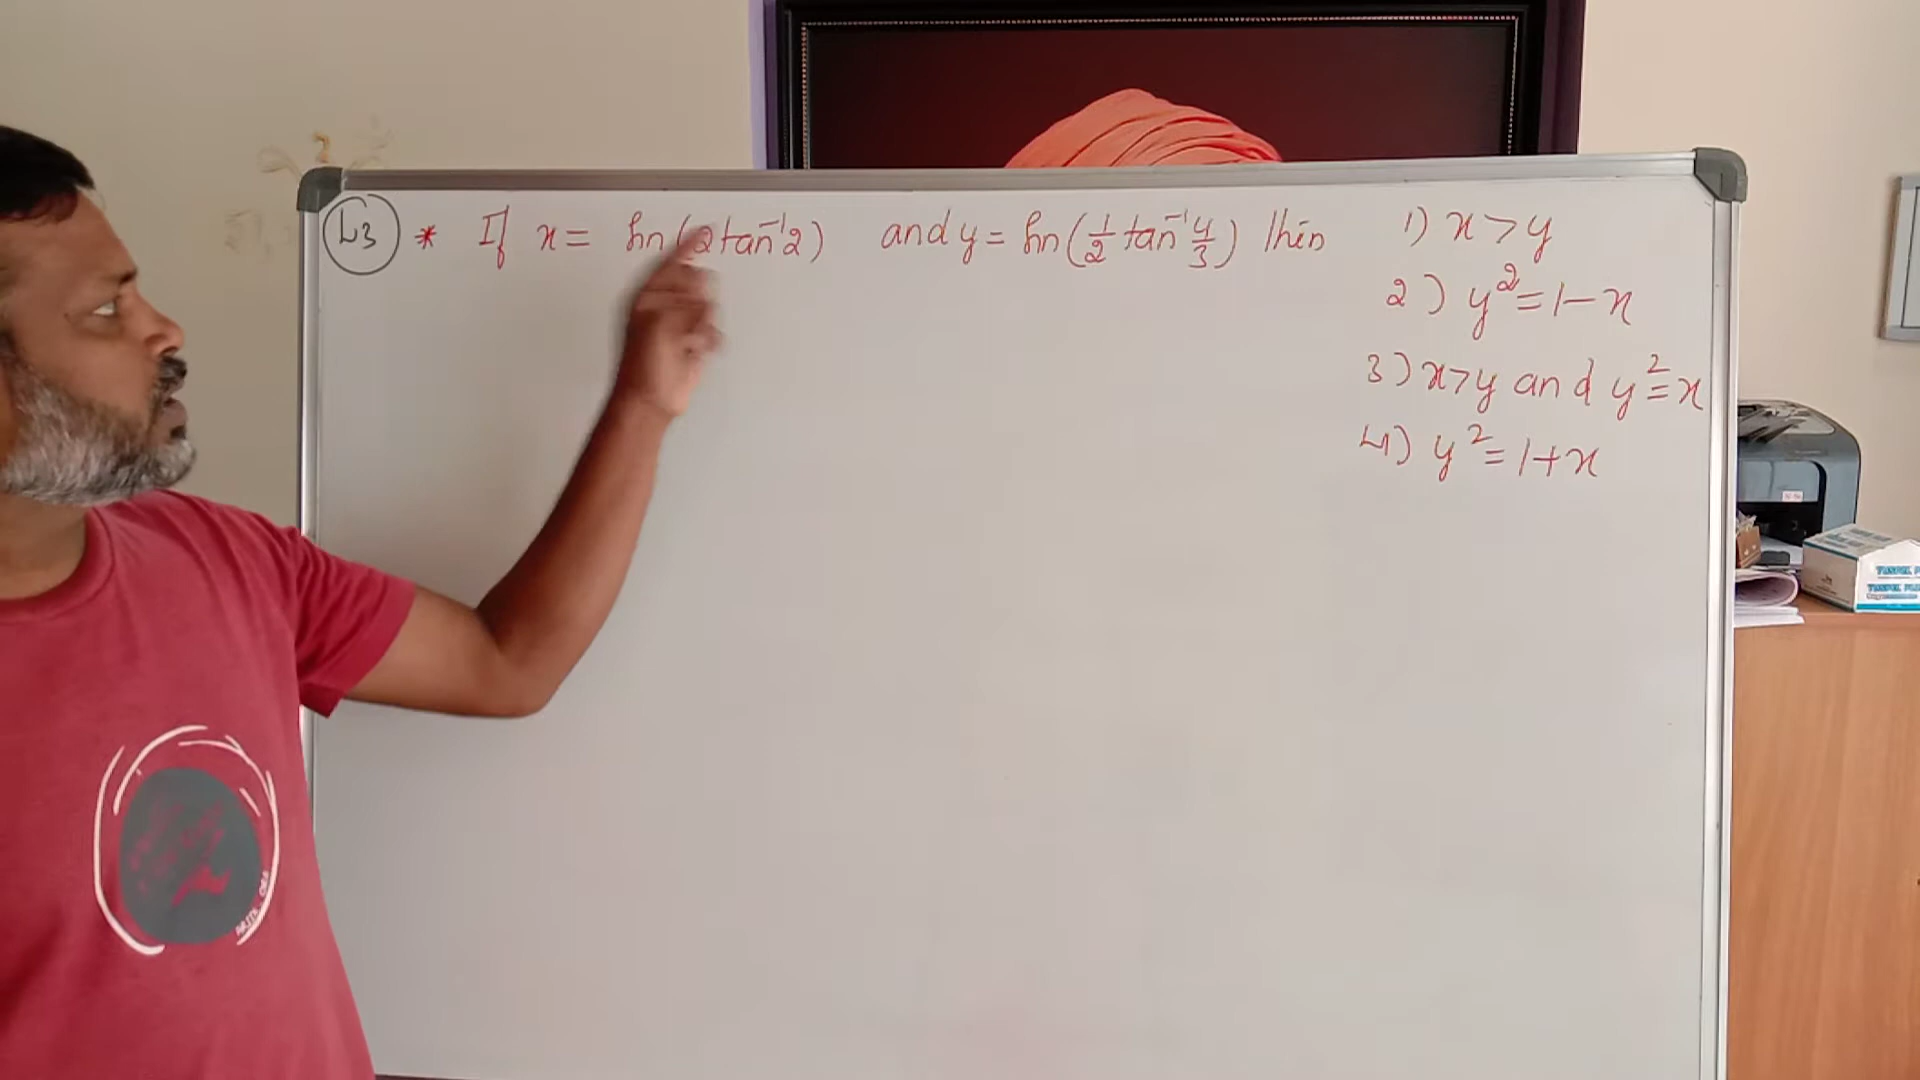 L3 * If x = Sin(2tan⁻¹2) and y = Sin(1/2 tan⁻¹ 4/3) then 1) x > y
2) y² = 1 - x
3) x > y and y² = x
4) y² = 1 + x